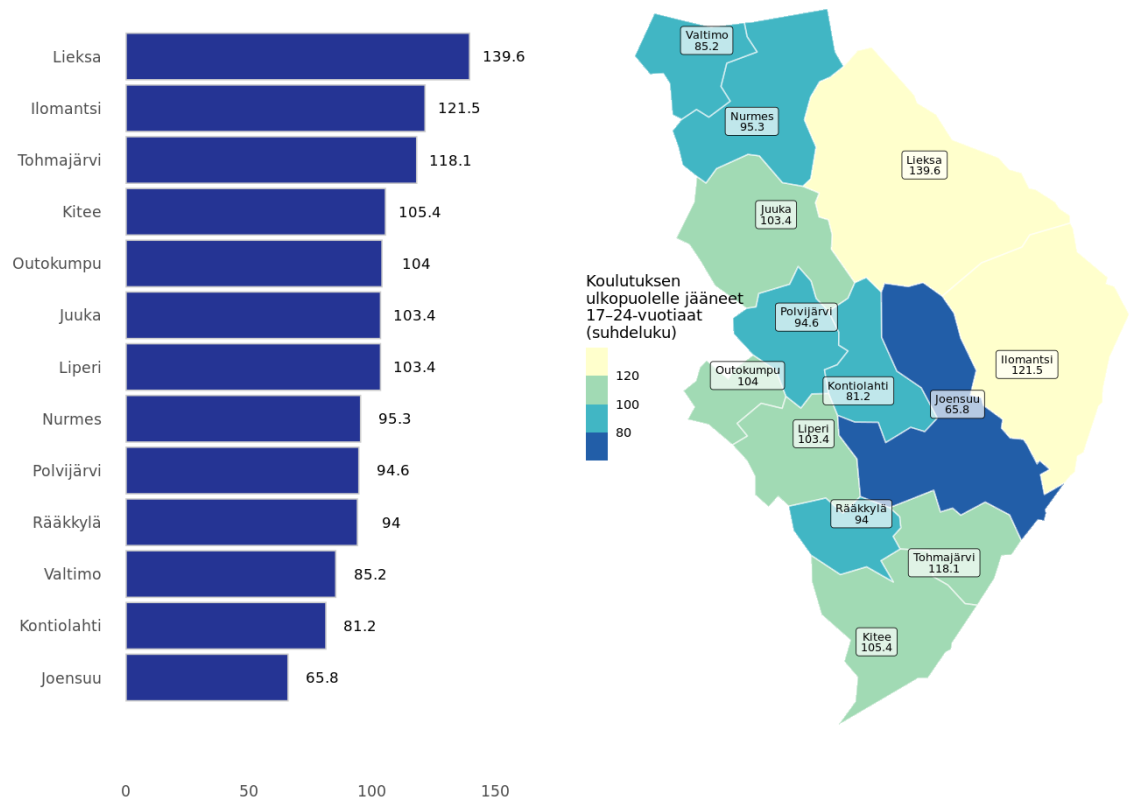 Lieksa
139.6
Ilomantsi
121.5
Tohmajärvi
118.1
Kitee
105.4
Outokumpu
104
Juuka
103.4
Liperi
103.4
Nurmes
95.3
Polvijärvi
94.6
Rääkkylä
94
Valtimo
85.2
Kontiolahti
81.2
Joensuu
65.8
0
50
100
150
Valtimo
85.2
Nurmes
95.3
Lieksa
139.6
Juuka
103.4
Koulutuksen
ulkopuolelle jääneet
17–24-vuotiaat
(suhdeluku)
120
100
80
Polvijärvi
94.6
Ilomantsi
121.5
Outokumpu
104
Kontiolahti
81.2
Joensuu
65.8
Liperi
103.4
Rääkkylä
94
Tohmajärvi
118.1
Kitee
105.4